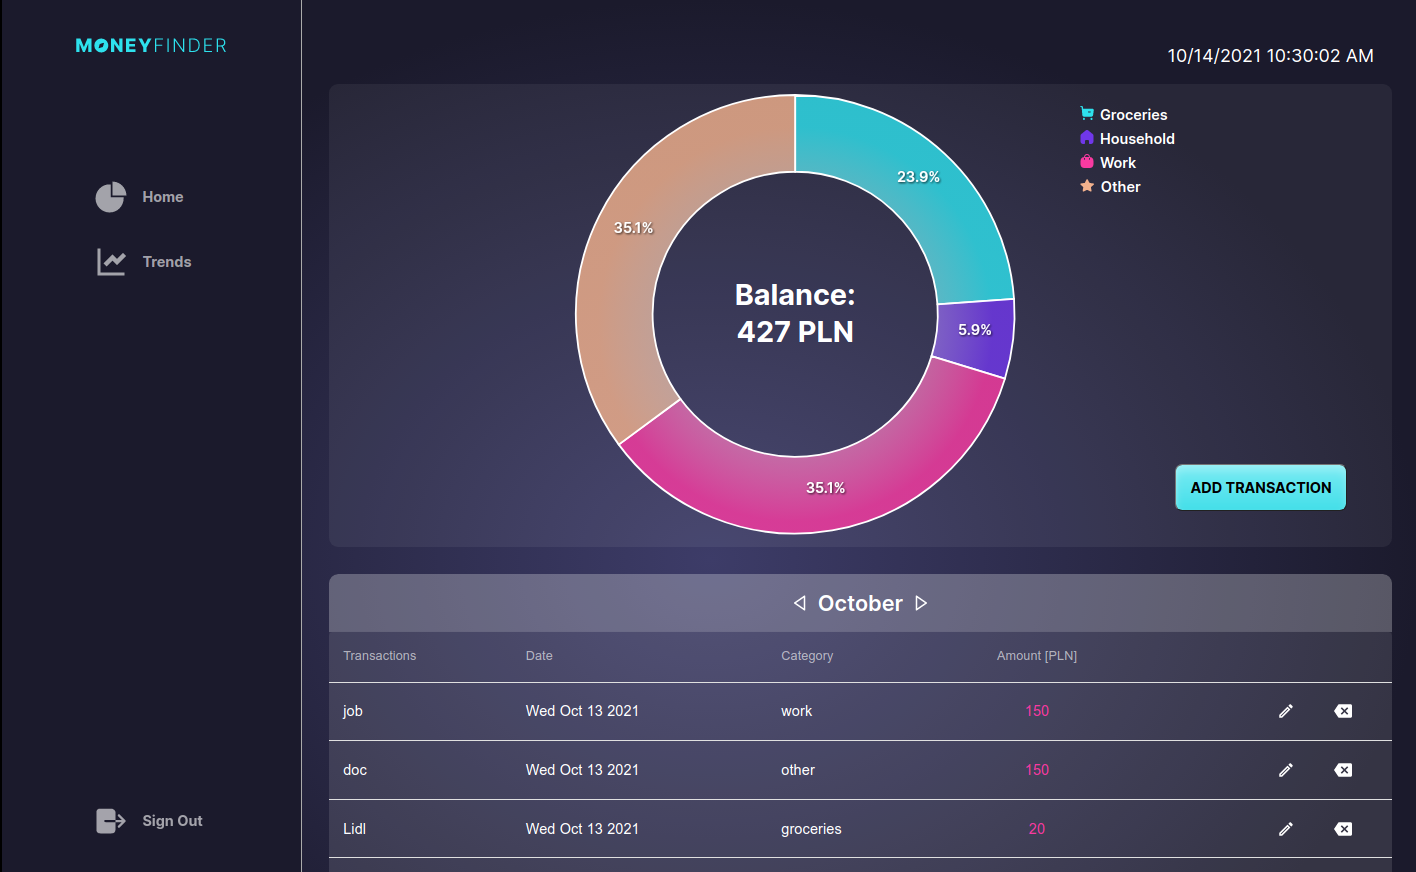 MONEYFINDER
10/14/2021 10:30:02 AM
Home
Trends
Sign Out
Groceries
Household
Work
Other
23.9%
35.1%
5.9%
35.1%
Balance:
427 PLN
ADD TRANSACTION
October
Transactions Date Category Amount [PLN]
job Wed Oct 13 2021 work 150
doc Wed Oct 13 2021 other 150
Lidl Wed Oct 13 2021 groceries 20